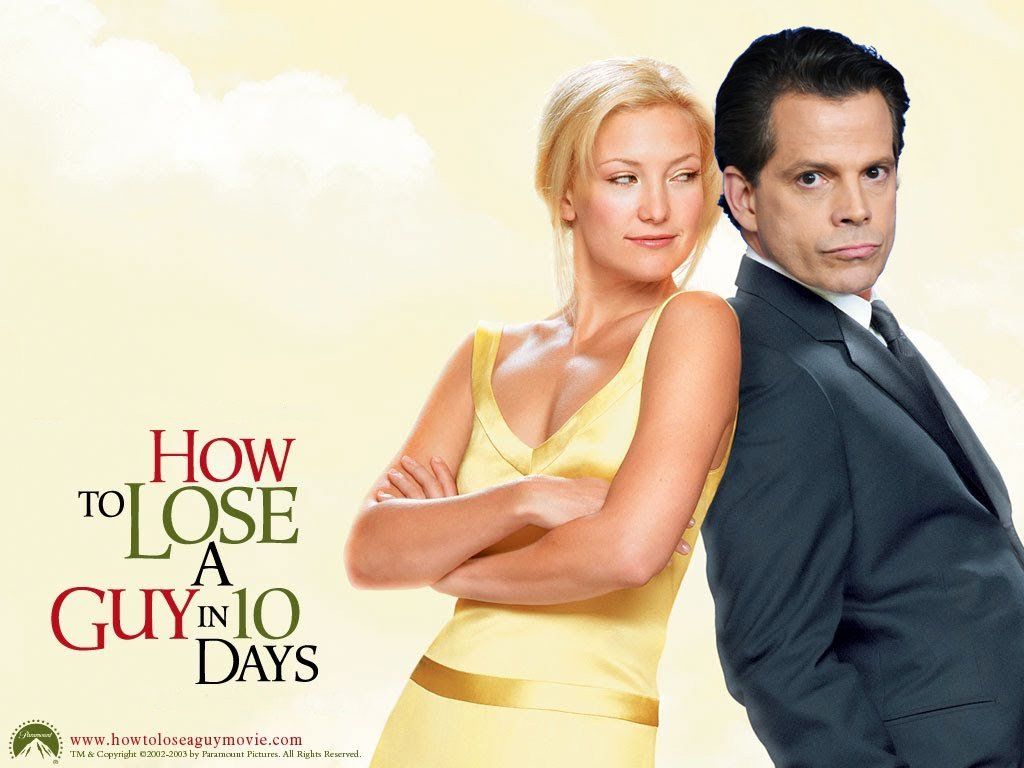 HOW
TO LOSE
A
GUY IN 10
DAYS
Paramount
www.howtoloseaguymovie.com
TM & Copyright ©2002-2003 by Paramount Pictures. All Rights Reserved.